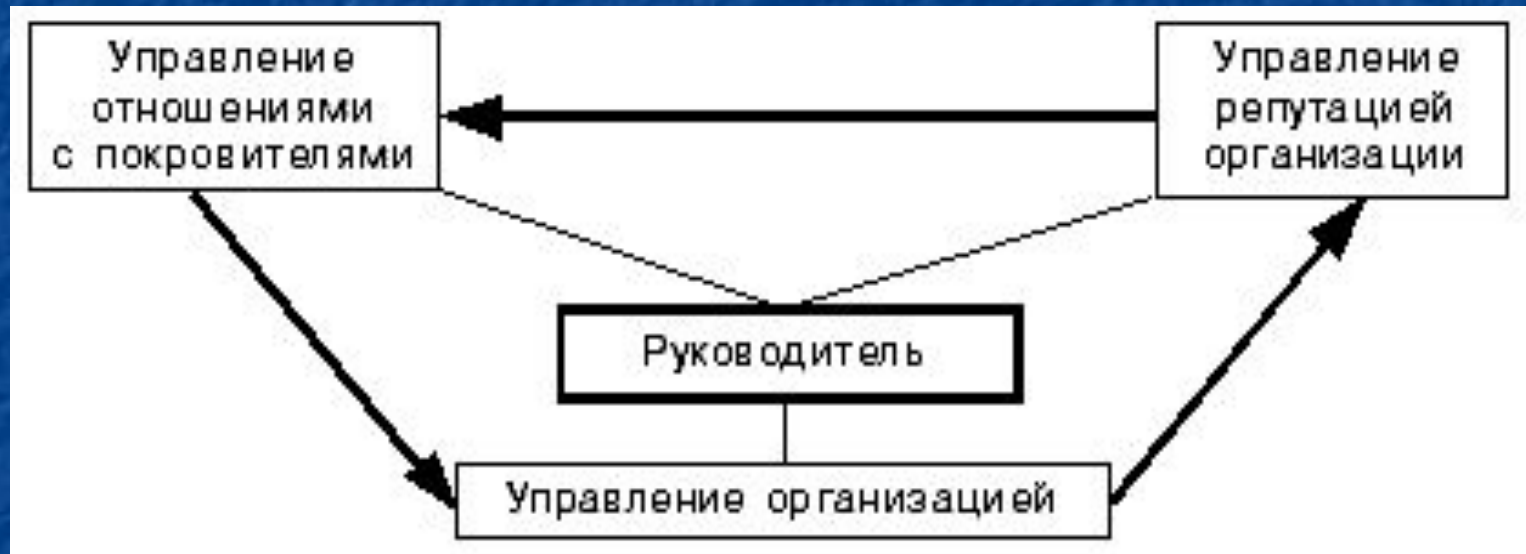 Управление
отношениями
с покровителями
Управление
репутацией
организации
Руководитель
Управление организацией